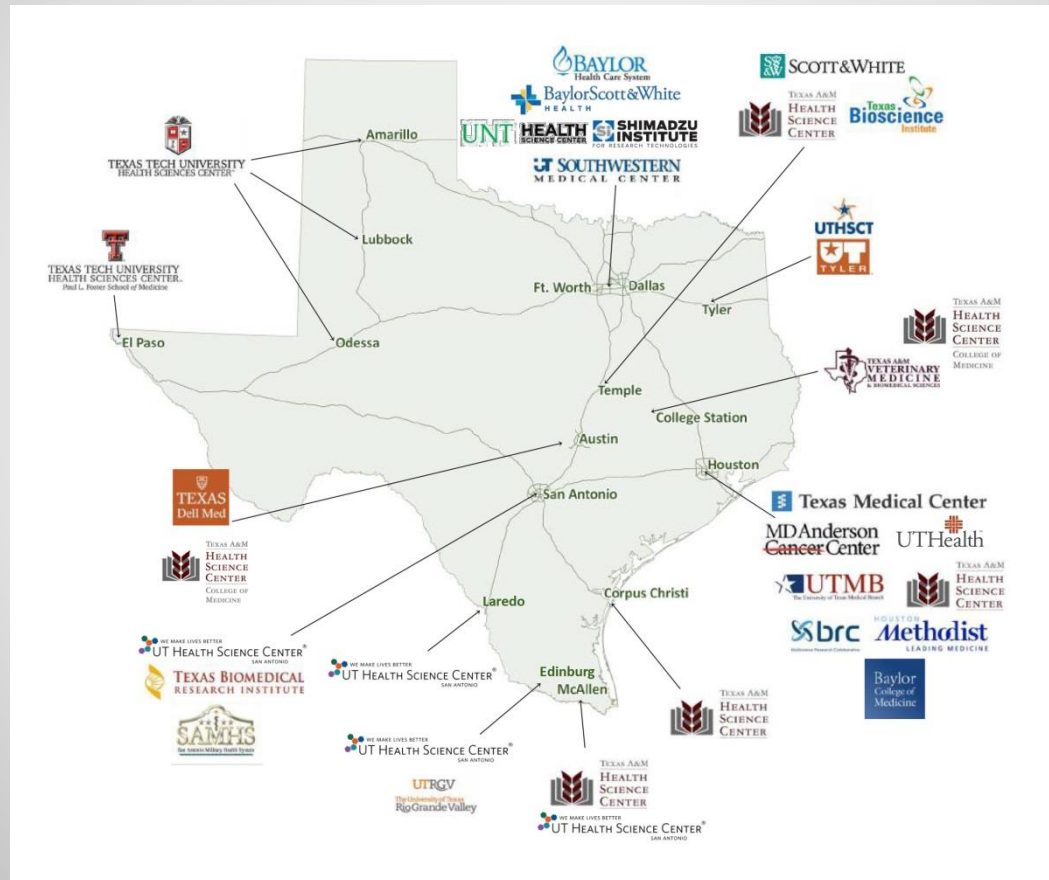 BAYLOR
Health Care System
BaylorScott&White
HEALTH
UNT HEALTH
SCIENCE CENTER
Si SHIMADZU
INSTITUTE
FOR RESEARCH TECHNOLOGIES
UT SOUTHWESTERN
MEDICAL CENTER
S&W SCOTT&WHITE
TEXAS A&M
HEALTH
SCIENCE
CENTER
Texas
Bioscience
Institute
TEXAS TECH UNIVERSITY
HEALTH SCIENCES CENTER
Amarillo
Lubbock
UTHSCT
UT
TYLER
TEXAS TECH UNIVERSITY
HEALTH SCIENCES CENTER
Paul L. Foster School of Medicine
Ft. Worth
Dallas
Tyler
El Paso
Odessa
TEXAS A&M
HEALTH
SCIENCE
CENTER
COLLEGE OF
MEDICINE
TEXAS A&M
VETERINARY
MEDICINE
& BIOMEDICAL SCIENCES
Temple
College Station
Austin
Houston
San Antonio
TEXAS
Dell Med
TEXAS A&M
HEALTH
SCIENCE
CENTER
COLLEGE OF
MEDICINE
Texas Medical Center
MD Anderson
Cancer Center
UTHealth
UTMB
The University of Texas Medical Branch
TEXAS A&M
HEALTH
SCIENCE
CENTER
brc
HOUSTON
Methodist
LEADING MEDICINE
Baylor
College of
Medicine
Laredo
Corpus Christi
WE MAKE LIVES BETTER
UT HEALTH SCIENCE CENTER®
SAN ANTONIO
TEXAS BIOMEDICAL
RESEARCH INSTITUTE
SAMHS
San Antonio Military Health System
WE MAKE LIVES BETTER
UT HEALTH SCIENCE CENTER®
SAN ANTONIO
Edinburg
McAllen
TEXAS A&M
HEALTH
SCIENCE
CENTER
WE MAKE LIVES BETTER
UT HEALTH SCIENCE CENTER®
SAN ANTONIO
UTRGV
The University of Texas
Rio Grande Valley
TEXAS A&M
HEALTH
SCIENCE
CENTER
WE MAKE LIVES BETTER
UT HEALTH SCIENCE CENTER®
SAN ANTONIO